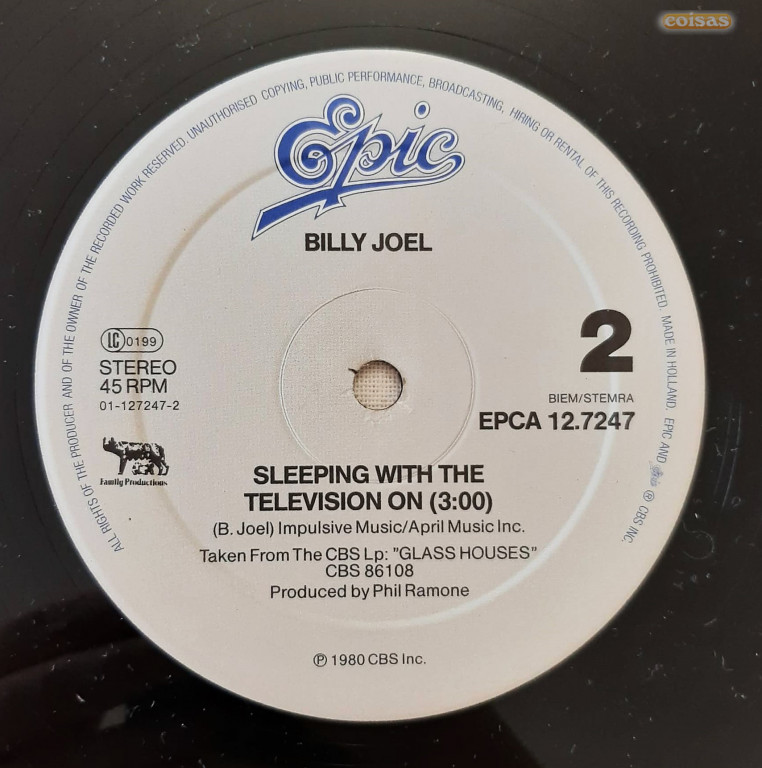 coisas
ALL RIGHTS OF THE PRODUCER AND OF THE OWNER OF THE RECORDED WORK RESERVED. UNAUTHORISED COPYING, PUBLIC PERFORMANCE, BROADCASTING, HIRING OR RENTAL OF THIS RECORDING PROHIBITED. MADE IN HOLLAND. EPIC AND ® CBS INC.
Epic
BILLY JOEL
LC 0199
STEREO
45 RPM
01-127247-2
Family Productions
2
BIEM/STEMRA
EPCA 12.7247
SLEEPING WITH THE
TELEVISION ON (3:00)
(B. Joel) Impulsive Music/April Music Inc.
Taken From The CBS Lp: "GLASS HOUSES"
CBS 86108
Produced by Phil Ramone
℗ 1980 CBS Inc.